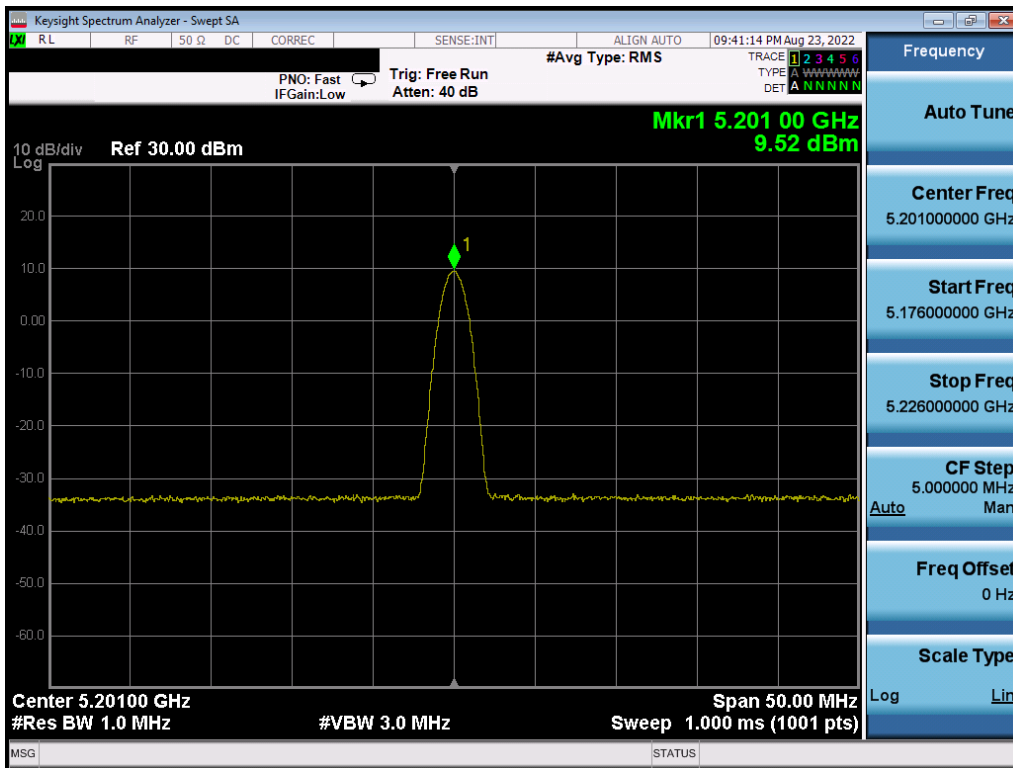 Keysight Spectrum Analyzer - Swept SA
LXI RL RF 50 Ω DC CORREC SENSE:INT ALIGN AUTO 09:41:14 PM Aug 23, 2022
PNO: Fast
IFGain:Low
Trig: Free Run
Atten: 40 dB
#Avg Type: RMS
TRACE 1 2 3 4 5 6
TYPE A WWWWW
DET A N N N N N
Mkr1 5.201 00 GHz
9.52 dBm
10 dB/div Ref 30.00 dBm
Log
20.0
10.0
0.00
-10.0
-20.0
-30.0
-40.0
-50.0
-60.0
1
Center 5.20100 GHz Span 50.00 MHz
#Res BW 1.0 MHz #VBW 3.0 MHz Sweep 1.000 ms (1001 pts)
MSG STATUS
Frequency
Auto Tune
Center Freq
5.201000000 GHz
Start Freq
5.176000000 GHz
Stop Freq
5.226000000 GHz
CF Step
5.000000 MHz
Auto Man
Freq Offset
0 Hz
Scale Type
Log Lin